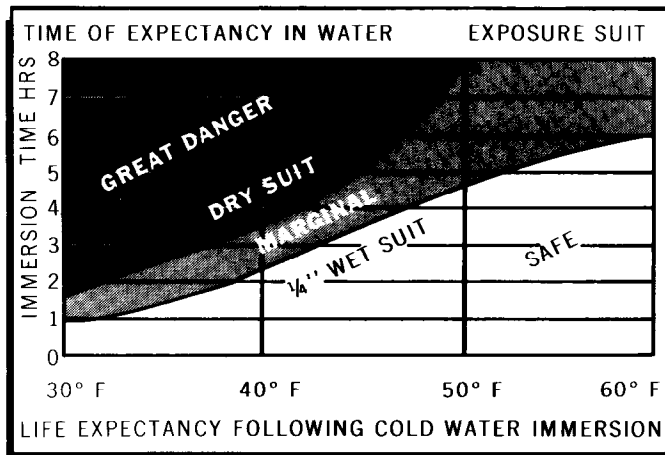 TIME OF EXPECTANCY IN WATER EXPOSURE SUIT
IMMERSION TIME HRS
8
7
6
5
4
3
2
1
0
GREAT DANGER
DRY SUIT
MARGINAL
1/4" WET SUIT
SAFE
30° F 40° F 50° F 60° F
LIFE EXPECTANCY FOLLOWING COLD WATER IMMERSION